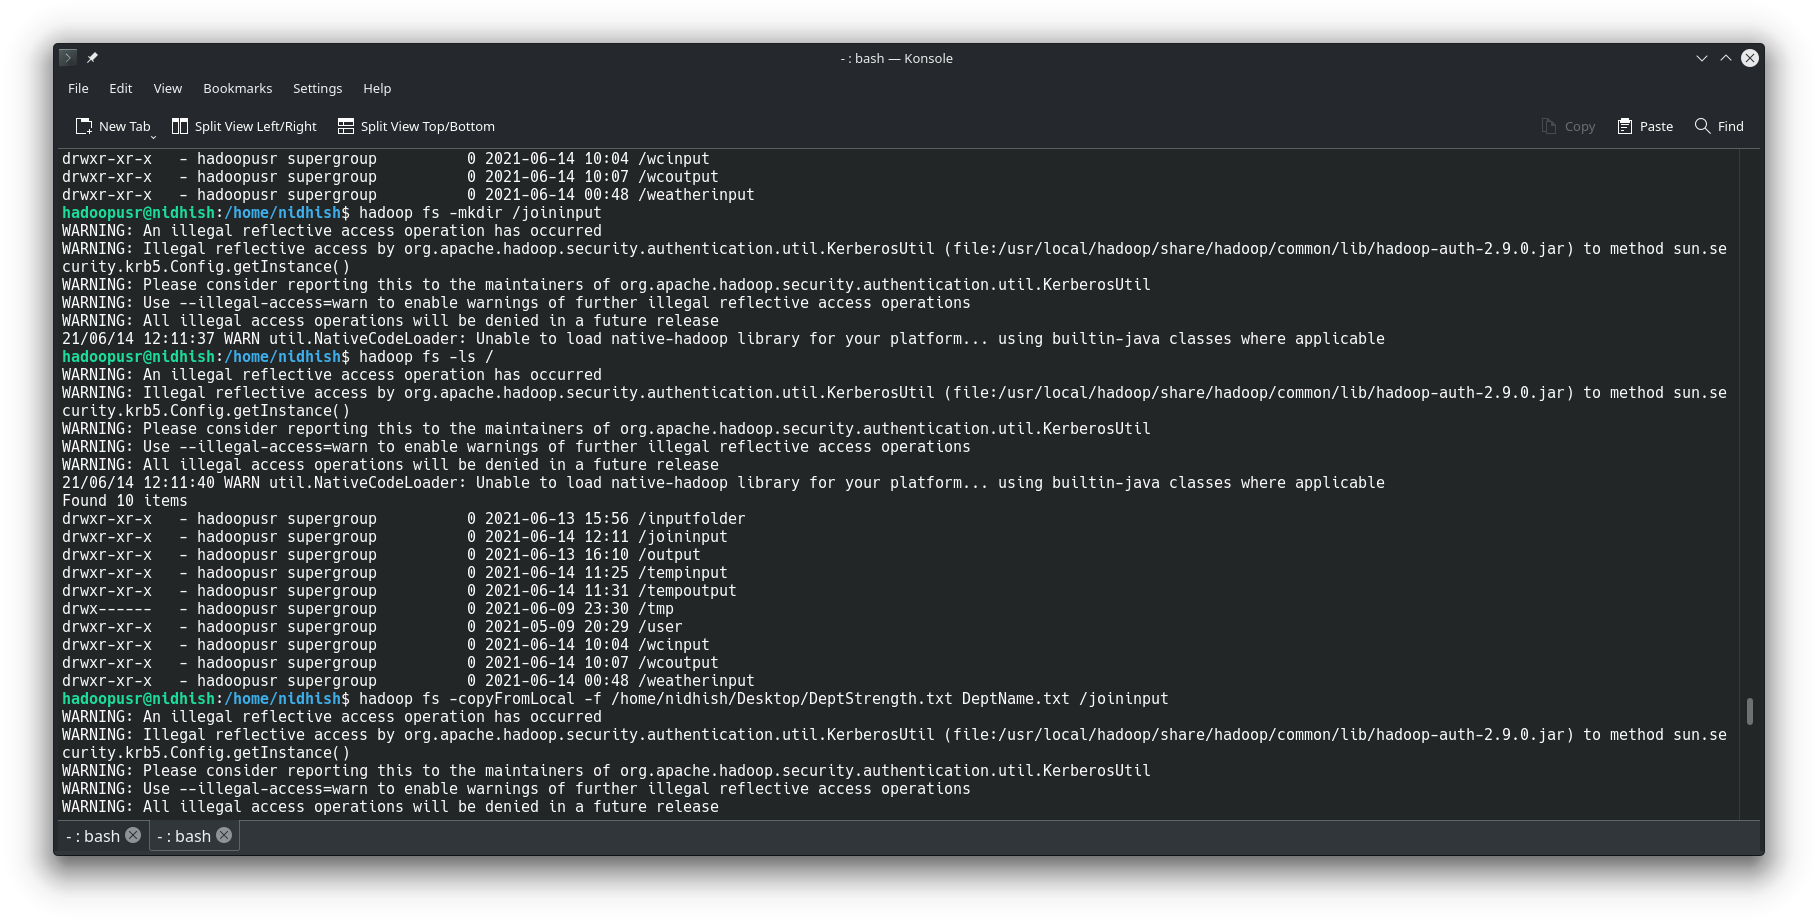 - : bash — Konsole
File Edit View Bookmarks Settings Help
New Tab Split View Left/Right Split View Top/Bottom Copy Paste Find
drwxr-xr-x   - hadoopusr supergroup          0 2021-06-14 10:04 /wcinput
drwxr-xr-x   - hadoopusr supergroup          0 2021-06-14 10:07 /wcoutput
drwxr-xr-x   - hadoopusr supergroup          0 2021-06-14 00:48 /weatherinput
hadoopusr@nidhish:/home/nidhish$ hadoop fs -mkdir /joininput
WARNING: An illegal reflective access operation has occurred
WARNING: Illegal reflective access by org.apache.hadoop.security.authentication.util.KerberosUtil (file:/usr/local/hadoop/share/hadoop/common/lib/hadoop-auth-2.9.0.jar) to method sun.se
curity.krb5.Config.getInstance()
WARNING: Please consider reporting this to the maintainers of org.apache.hadoop.security.authentication.util.KerberosUtil
WARNING: Use --illegal-access=warn to enable warnings of further illegal reflective access operations
WARNING: All illegal access operations will be denied in a future release
21/06/14 12:11:37 WARN util.NativeCodeLoader: Unable to load native-hadoop library for your platform... using builtin-java classes where applicable
hadoopusr@nidhish:/home/nidhish$ hadoop fs -ls /
WARNING: An illegal reflective access operation has occurred
WARNING: Illegal reflective access by org.apache.hadoop.security.authentication.util.KerberosUtil (file:/usr/local/hadoop/share/hadoop/common/lib/hadoop-auth-2.9.0.jar) to method sun.se
curity.krb5.Config.getInstance()
WARNING: Please consider reporting this to the maintainers of org.apache.hadoop.security.authentication.util.KerberosUtil
WARNING: Use --illegal-access=warn to enable warnings of further illegal reflective access operations
WARNING: All illegal access operations will be denied in a future release
21/06/14 12:11:40 WARN util.NativeCodeLoader: Unable to load native-hadoop library for your platform... using builtin-java classes where applicable
Found 10 items
drwxr-xr-x   - hadoopusr supergroup          0 2021-06-13 15:56 /inputfolder
drwxr-xr-x   - hadoopusr supergroup          0 2021-06-14 12:11 /joininput
drwxr-xr-x   - hadoopusr supergroup          0 2021-06-13 16:10 /output
drwxr-xr-x   - hadoopusr supergroup          0 2021-06-14 11:25 /tempinput
drwxr-xr-x   - hadoopusr supergroup          0 2021-06-14 11:31 /tempoutput
drwx------   - hadoopusr supergroup          0 2021-06-09 23:30 /tmp
drwxr-xr-x   - hadoopusr supergroup          0 2021-05-09 20:29 /user
drwxr-xr-x   - hadoopusr supergroup          0 2021-06-14 10:04 /wcinput
drwxr-xr-x   - hadoopusr supergroup          0 2021-06-14 10:07 /wcoutput
drwxr-xr-x   - hadoopusr supergroup          0 2021-06-14 00:48 /weatherinput
hadoopusr@nidhish:/home/nidhish$ hadoop fs -copyFromLocal -f /home/nidhish/Desktop/DeptStrength.txt DeptName.txt /joininput
WARNING: An illegal reflective access operation has occurred
WARNING: Illegal reflective access by org.apache.hadoop.security.authentication.util.KerberosUtil (file:/usr/local/hadoop/share/hadoop/common/lib/hadoop-auth-2.9.0.jar) to method sun.se
curity.krb5.Config.getInstance()
WARNING: Please consider reporting this to the maintainers of org.apache.hadoop.security.authentication.util.KerberosUtil
WARNING: Use --illegal-access=warn to enable warnings of further illegal reflective access operations
WARNING: All illegal access operations will be denied in a future release
- : bash - : bash